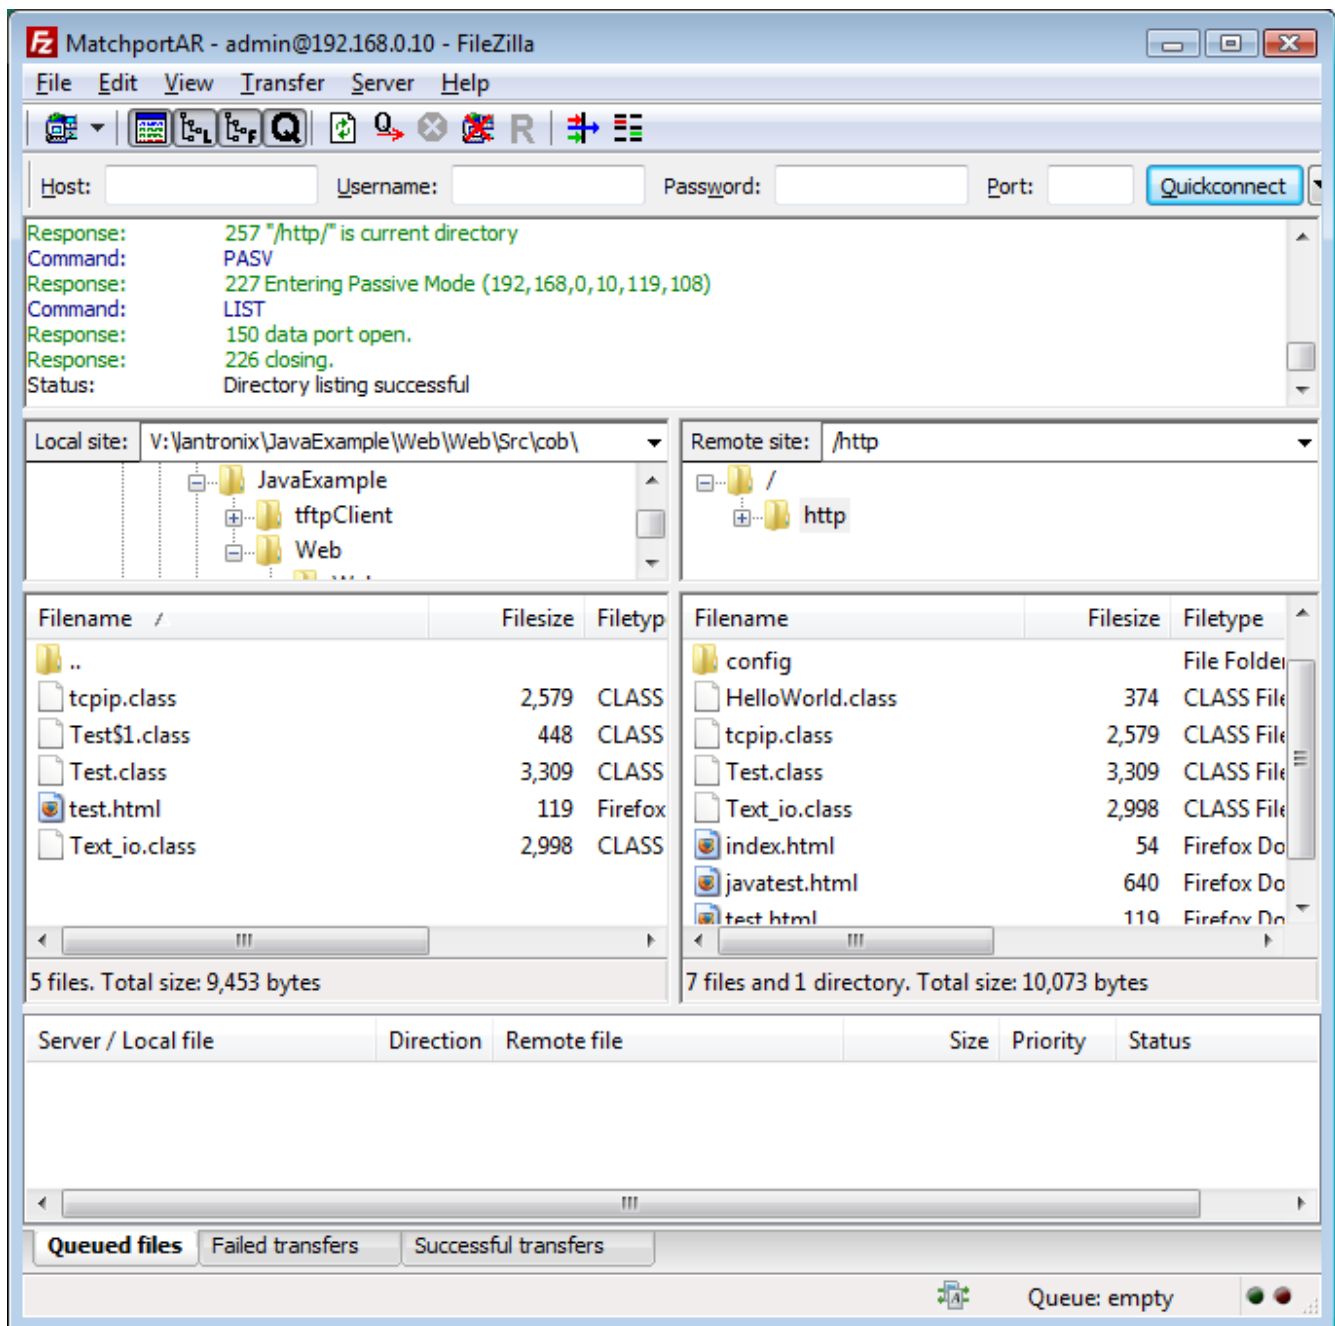 MatchportAR - admin@192.168.0.10 - FileZilla
File Edit View Transfer Server Help
Host: Username: Password: Port: Quickconnect
Response: 257 "/http/" is current directory
Command: PASV
Response: 227 Entering Passive Mode (192,168,0,10,119,108)
Command: LIST
Response: 150 data port open.
Response: 226 closing.
Status: Directory listing successful
Local site: V:\lantronix\JavaExample\Web\Web\Src\cob\
JavaExample
tftpClient
Web
Remote site: /http
/
http
Filename / Filesize Filetyp
..
tcpip.class 2,579 CLASS
Test$1.class 448 CLASS
Test.class 3,309 CLASS
test.html 119 Firefox
Text_io.class 2,998 CLASS
5 files. Total size: 9,453 bytes
Filename Filesize Filetype
config File Folder
HelloWorld.class 374 CLASS File
tcpip.class 2,579 CLASS File
Test.class 3,309 CLASS File
Text_io.class 2,998 CLASS File
index.html 54 Firefox Do
javatest.html 640 Firefox Do
test.html 119 Firefox Do
7 files and 1 directory. Total size: 10,073 bytes
Server / Local file Direction Remote file Size Priority Status
Queued files Failed transfers Successful transfers
Queue: empty